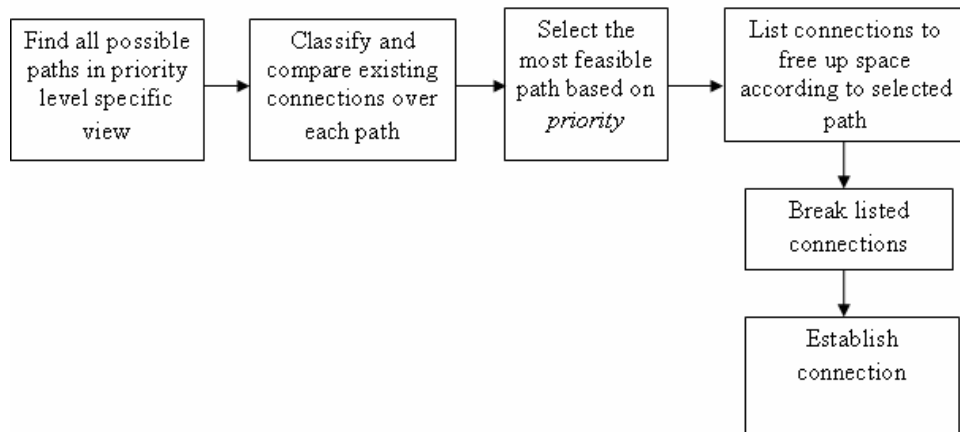 Find all possible
paths in priority
level specific
view
Classify and
compare existing
connections over
each path
Select the
most feasible
path based on
priority
List connections to
free up space
according to selected
path
Break listed
connections
Establish
connection